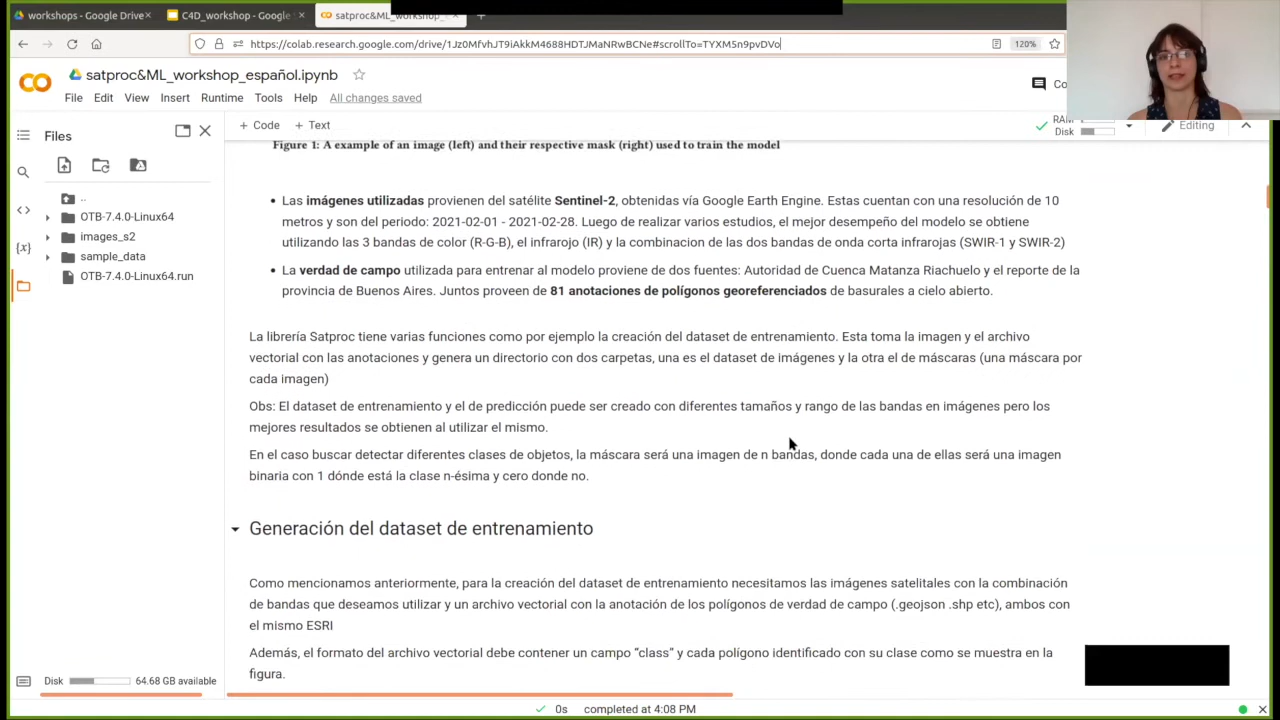 workshops - Google Drive
C4D_workshop - Google
satproc&ML_workshop_es
https://colab.research.google.com/drive/1Jz0MfvhJT9iAkkM4688HDTJMaNRwBCNe#scrollTo=TYXM5n9pvDVo
120%
satproc&ML_workshop_español.ipynb
File Edit View Insert Runtime Tools Help All changes saved
Co
Files
+ Code + Text
RAM
Disk
Editing
..
OTB-7.4.0-Linux64
images_s2
sample_data
OTB-7.4.0-Linux64.run
Figure 1: A example of an image (left) and their respective mask (right) used to train the model
Las imágenes utilizadas provienen del satélite Sentinel-2, obtenidas vía Google Earth Engine. Estas cuentan con una resolución de 10
metros y son del periodo: 2021-02-01 - 2021-02-28. Luego de realizar varios estudios, el mejor desempeño del modelo se obtiene
utilizando las 3 bandas de color (R-G-B), el infrarojo (IR) y la combinacion de las dos bandas de onda corta infrarojas (SWIR-1 y SWIR-2)
La verdad de campo utilizada para entrenar al modelo proviene de dos fuentes: Autoridad de Cuenca Matanza Riachuelo y el reporte de la
provincia de Buenos Aires. Juntos proveen de 81 anotaciones de polígonos georeferenciados de basurales a cielo abierto.
La librería Satproc tiene varias funciones como por ejemplo la creación del dataset de entrenamiento. Esta toma la imagen y el archivo
vectorial con las anotaciones y genera un directorio con dos carpetas, una es el dataset de imágenes y la otra el de máscaras (una máscara por
cada imagen)
Obs: El dataset de entrenamiento y el de predicción puede ser creado con diferentes tamaños y rango de las bandas en imágenes pero los
mejores resultados se obtienen al utilizar el mismo.
En el caso buscar detectar diferentes clases de objetos, la máscara será una imagen de n bandas, donde cada una de ellas será una imagen
binaria con 1 dónde está la clase n-ésima y cero donde no.
Generación del dataset de entrenamiento
Como mencionamos anteriormente, para la creación del dataset de entrenamiento necesitamos las imágenes satelitales con la combinación
de bandas que deseamos utilizar y un archivo vectorial con la anotación de los polígonos de verdad de campo (.geojson .shp etc), ambos con
el mismo ESRI
Además, el formato del archivo vectorial debe contener un campo “class” y cada polígono identificado con su clase como se muestra en la
figura.
Disk 64.68 GB available
0s completed at 4:08 PM